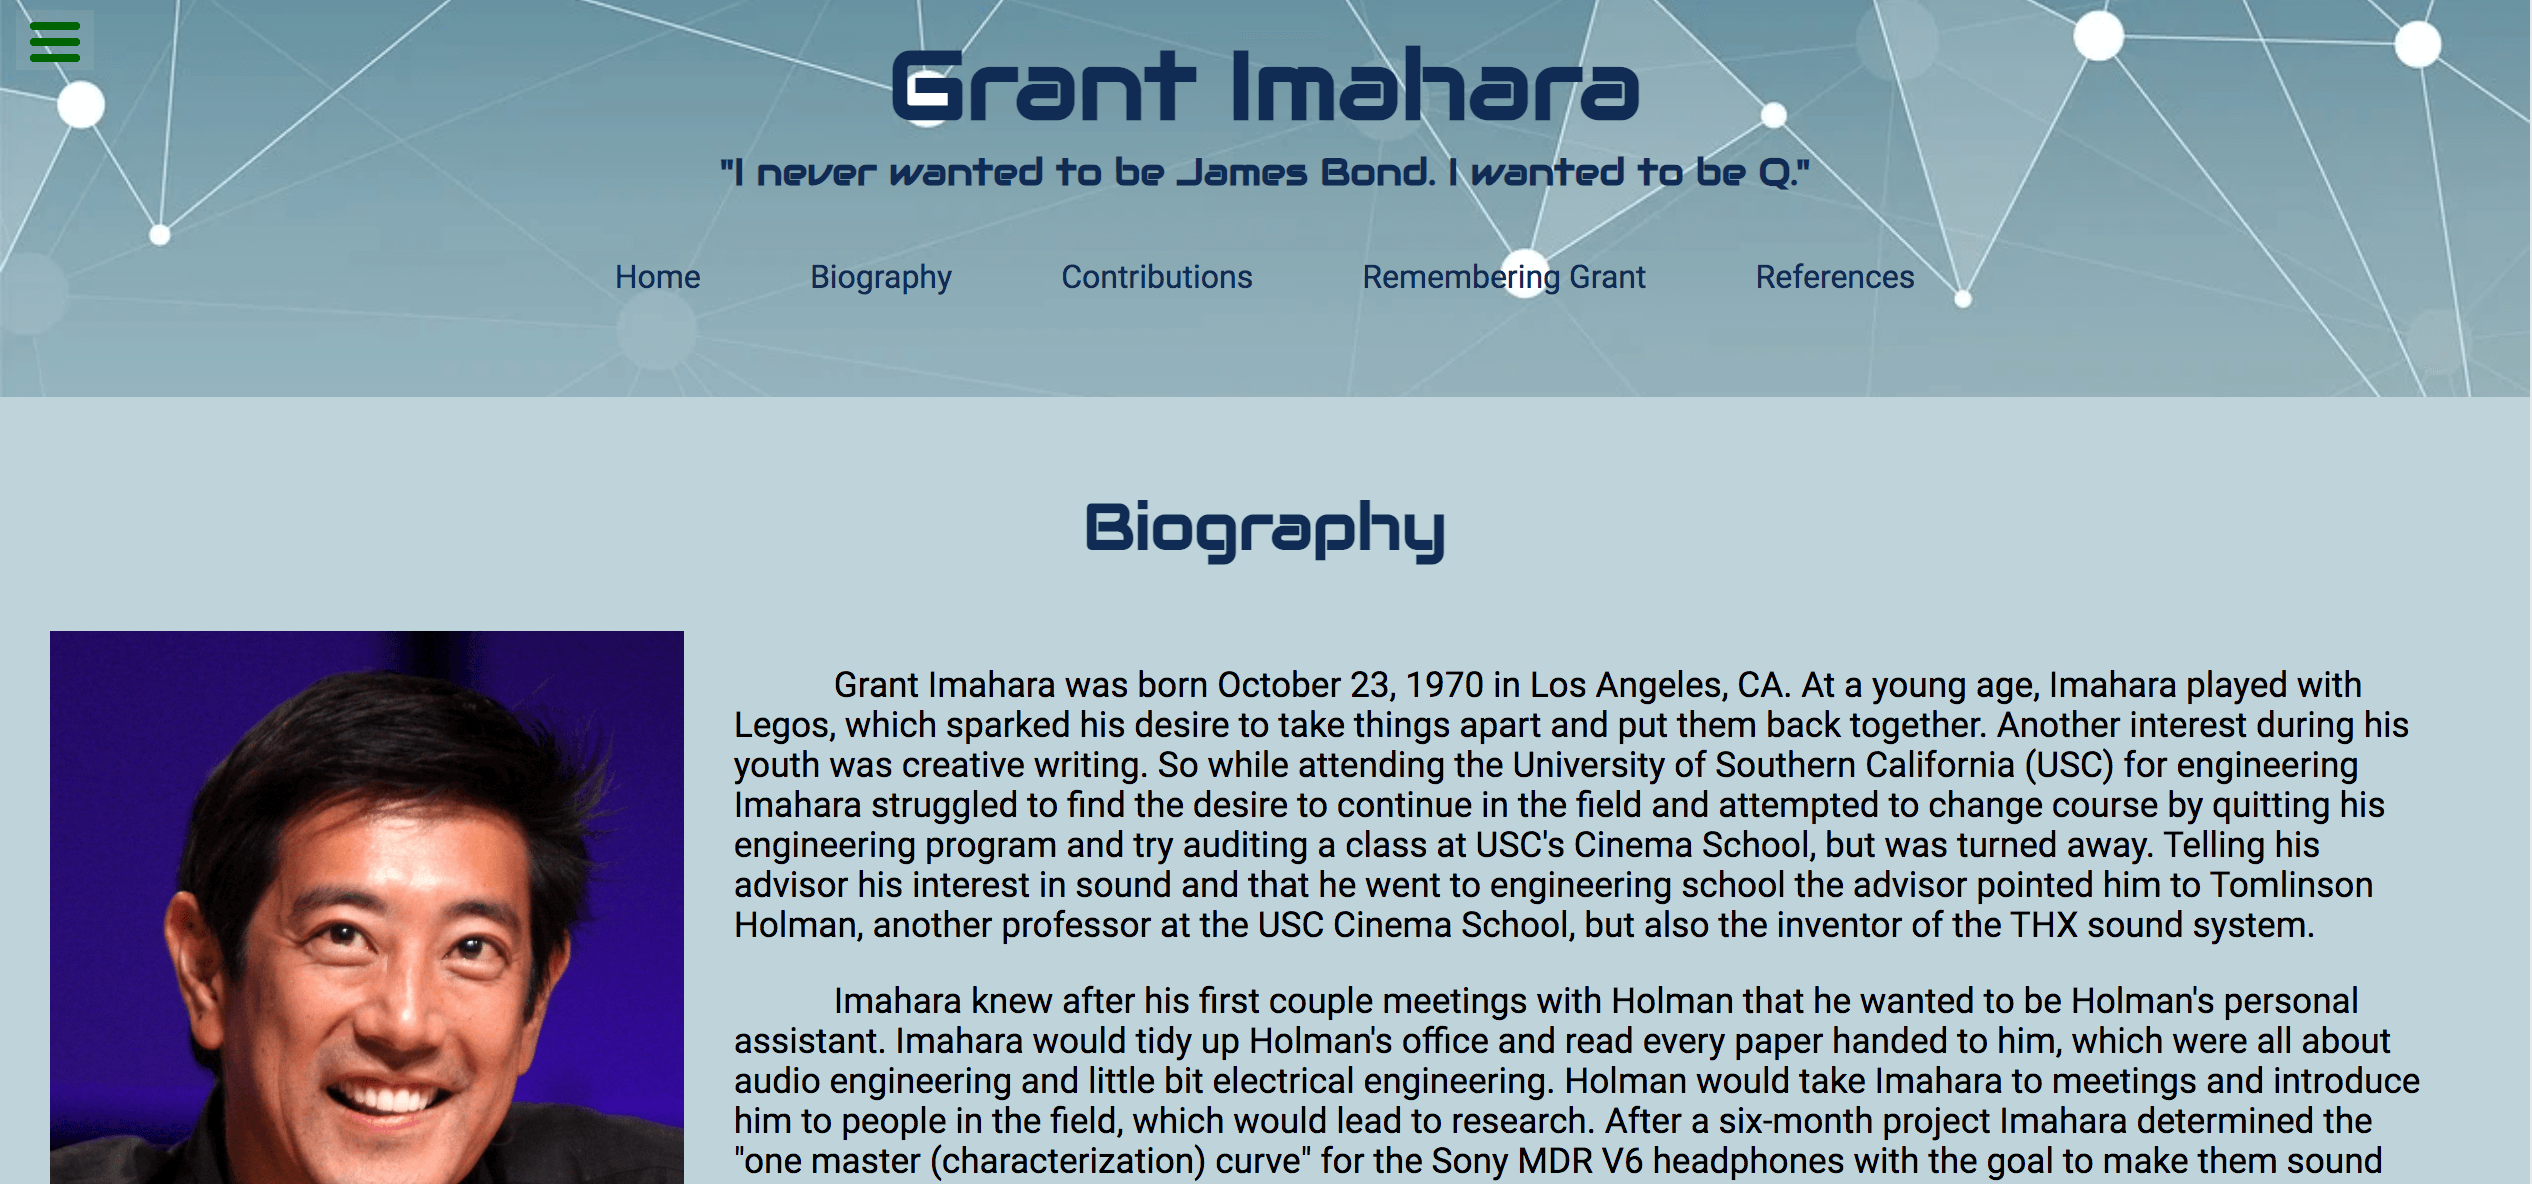 Grant Imahara
"I never wanted to be James Bond. I wanted to be Q."
Home Biography Contributions Remembering Grant References
Biography
Grant Imahara was born October 23, 1970 in Los Angeles, CA. At a young age, Imahara played with
Legos, which sparked his desire to take things apart and put them back together. Another interest during his
youth was creative writing. So while attending the University of Southern California (USC) for engineering
Imahara struggled to find the desire to continue in the field and attempted to change course by quitting his
engineering program and try auditing a class at USC's Cinema School, but was turned away. Telling his
advisor his interest in sound and that he went to engineering school the advisor pointed him to Tomlinson
Holman, another professor at the USC Cinema School, but also the inventor of the THX sound system.
Imahara knew after his first couple meetings with Holman that he wanted to be Holman's personal
assistant. Imahara would tidy up Holman's office and read every paper handed to him, which were all about
audio engineering and little bit electrical engineering. Holman would take Imahara to meetings and introduce
him to people in the field, which would lead to research. After a six-month project Imahara determined the
"one master (characterization) curve" for the Sony MDR V6 headphones with the goal to make them sound